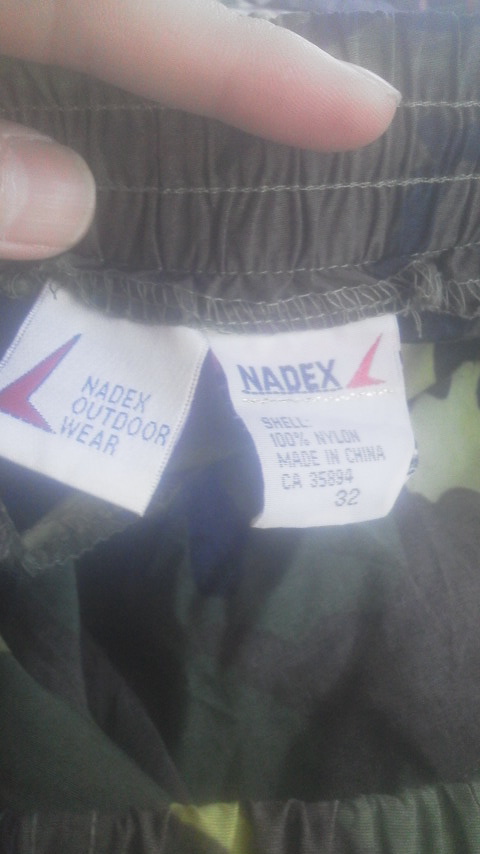 NADEX
OUTDOOR
WEAR
NADEX
SHELL:
100% NYLON
MADE IN CHINA
CA 35894
32